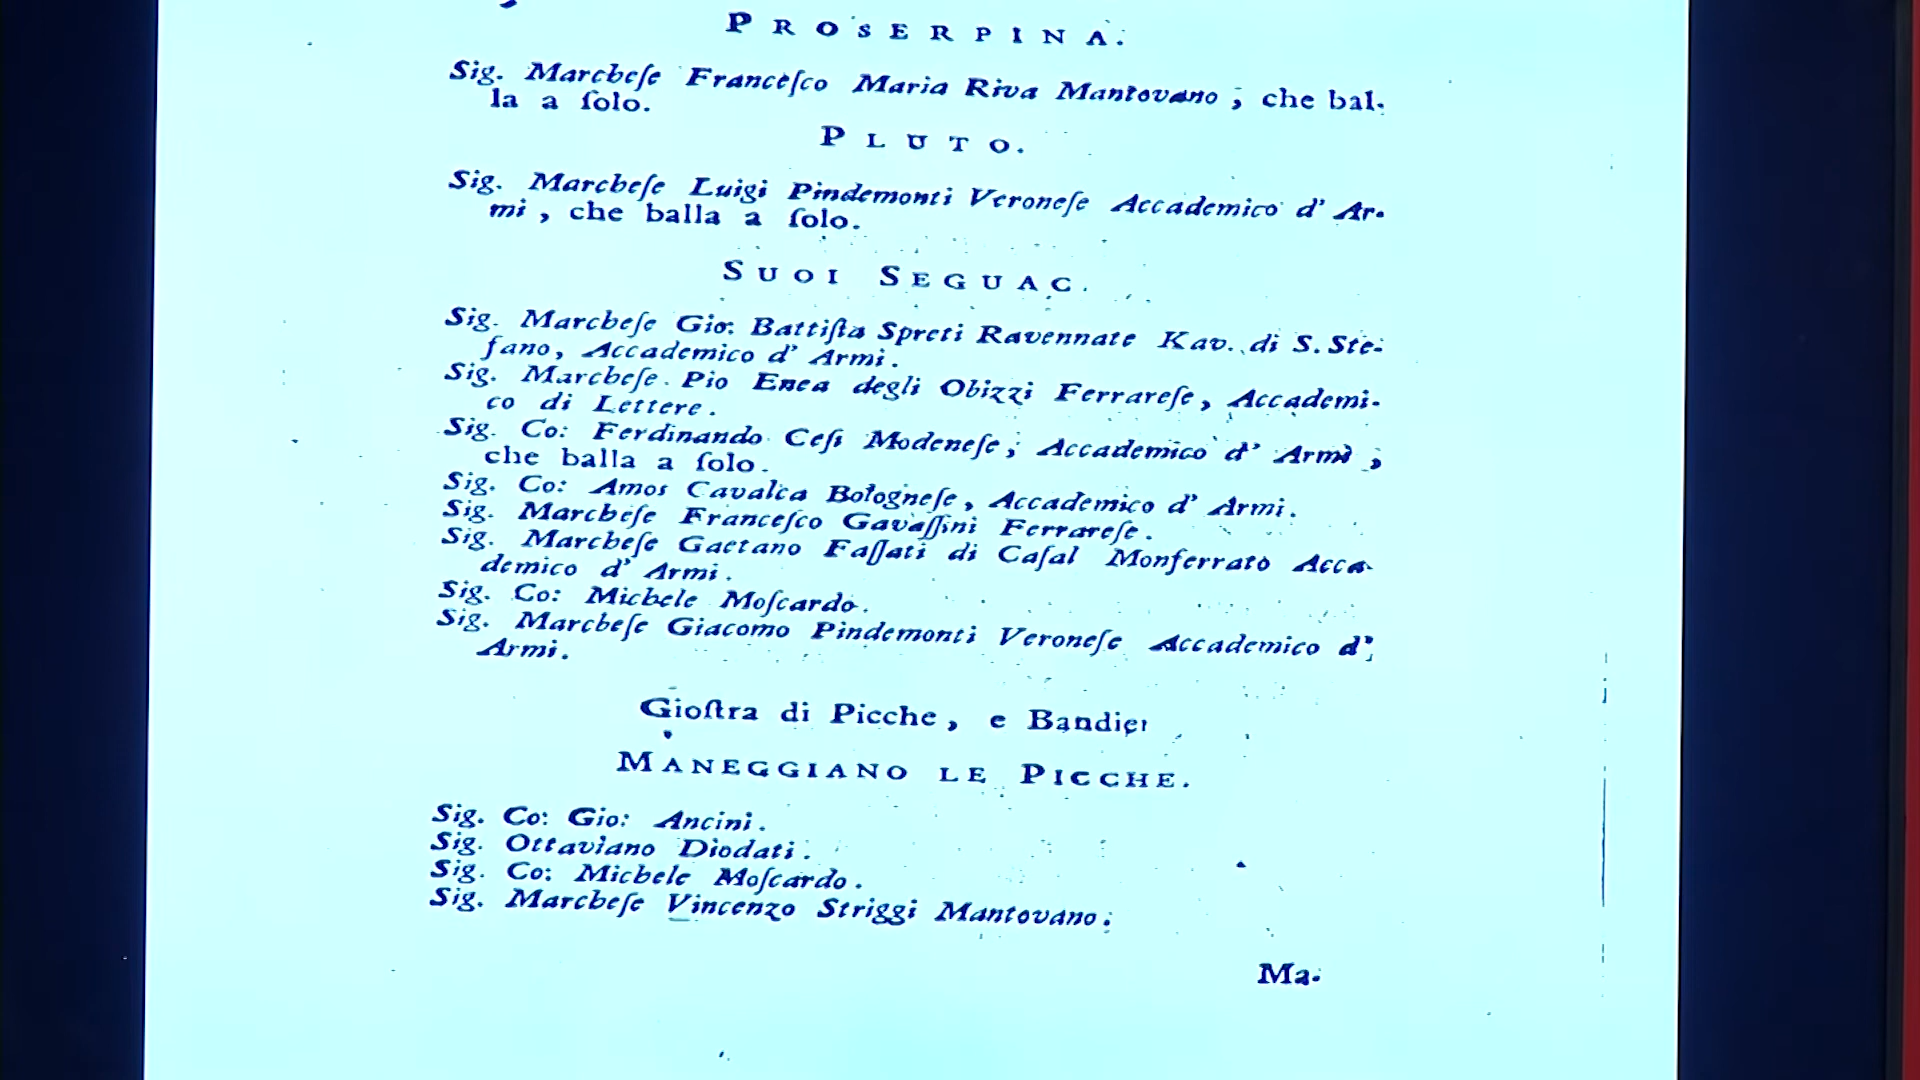 PROSERPINA.
Sig. Marchese Francesco Maria Riva Mantovano, che bal-
la a solo.
PLUTO.
Sig. Marchese Luigi Pindemonti Veronese Accademico d' Ar-
mi, che balla a solo.
SUOI SEGUAC.
Sig. Marchese Gio: Battista Spreti Ravennate Kav. di S. Ste-
fano, Accademico d' Armi.
Sig. Marchese Pio Enea degli Obizzi Ferrarese, Accademi-
co di Lettere.
Sig. Co: Ferdinando Cesi Modenese, Accademico d' Armi,
che balla a solo.
Sig. Co: Amos Cavalca Bolognese, Accademico d' Armi.
Sig. Marchese Francesco Gavassini Ferrarese.
Sig. Marchese Gaetano Fassati di Casal Monferrato Acca-
demico d' Armi.
Sig. Co: Michele Moscardo.
Sig. Marchese Giacomo Pindemonti Veronese Accademico d'
Armi.
Giostra di Picche, e
MANEGGIANO LE PICCHE.
Sig. Co: Gio: Ancini.
Sig. Ottaviano Diodati.
Sig. Co: Michele Moscardo.
Sig. Marchese Vincenzo Striggi Mantovano.
Ma-